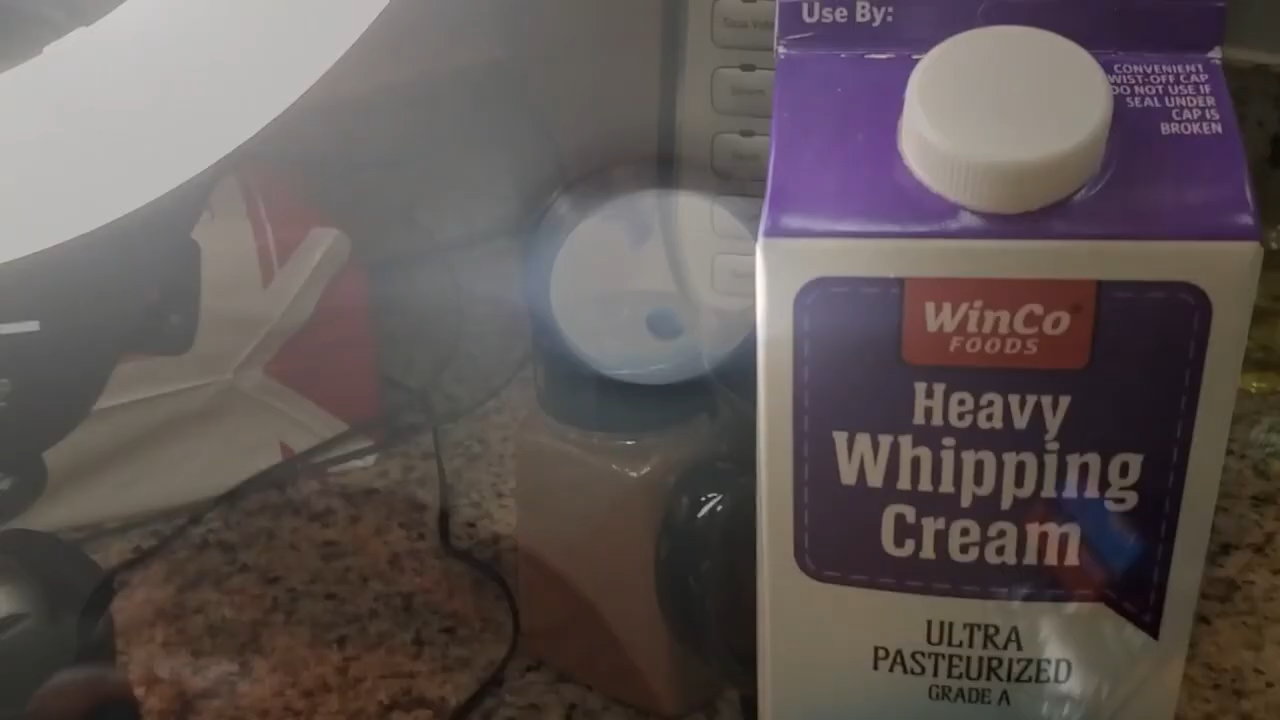 Use By:
CONVENIENT
WIST-OFF CAP
DO NOT USE IF
SEAL UNDER
CAP IS
BROKEN
WinCo
FOODS
Heavy
Whipping
Cream
ULTRA
PASTEURIZED
GRADE A